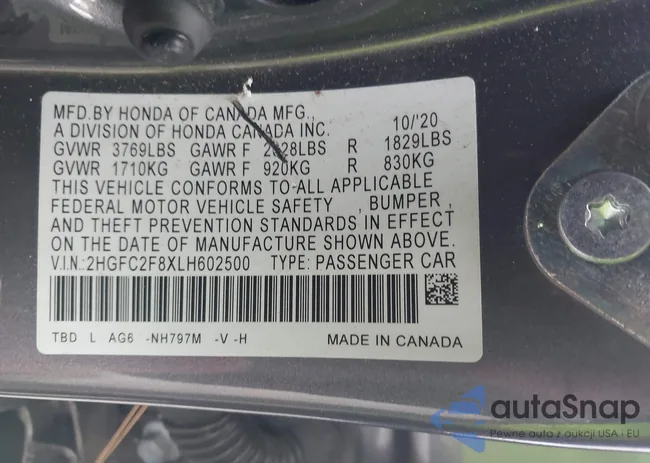 MFD.BY HONDA OF CANADA MFG.,
A DIVISION OF HONDA CANADA INC. 10/'20
GVWR 3769LBS GAWR F 2028LBS R 1829LBS
GVWR 1710KG GAWR F 920KG R 830KG
THIS VEHICLE CONFORMS TO-ALL APPLICABLE
FEDERAL MOTOR VEHICLE SAFETY , BUMPER ,
AND THEFT PREVENTION STANDARDS IN EFFECT
ON THE DATE OF MANUFACTURE SHOWN ABOVE.
V.I.N.:2HGFC2F8XLH602500 TYPE: PASSENGER CAR
TBD L AG6 -NH797M -V -H MADE IN CANADA
autaSnap
Pewne auto z aukcji USA i EU